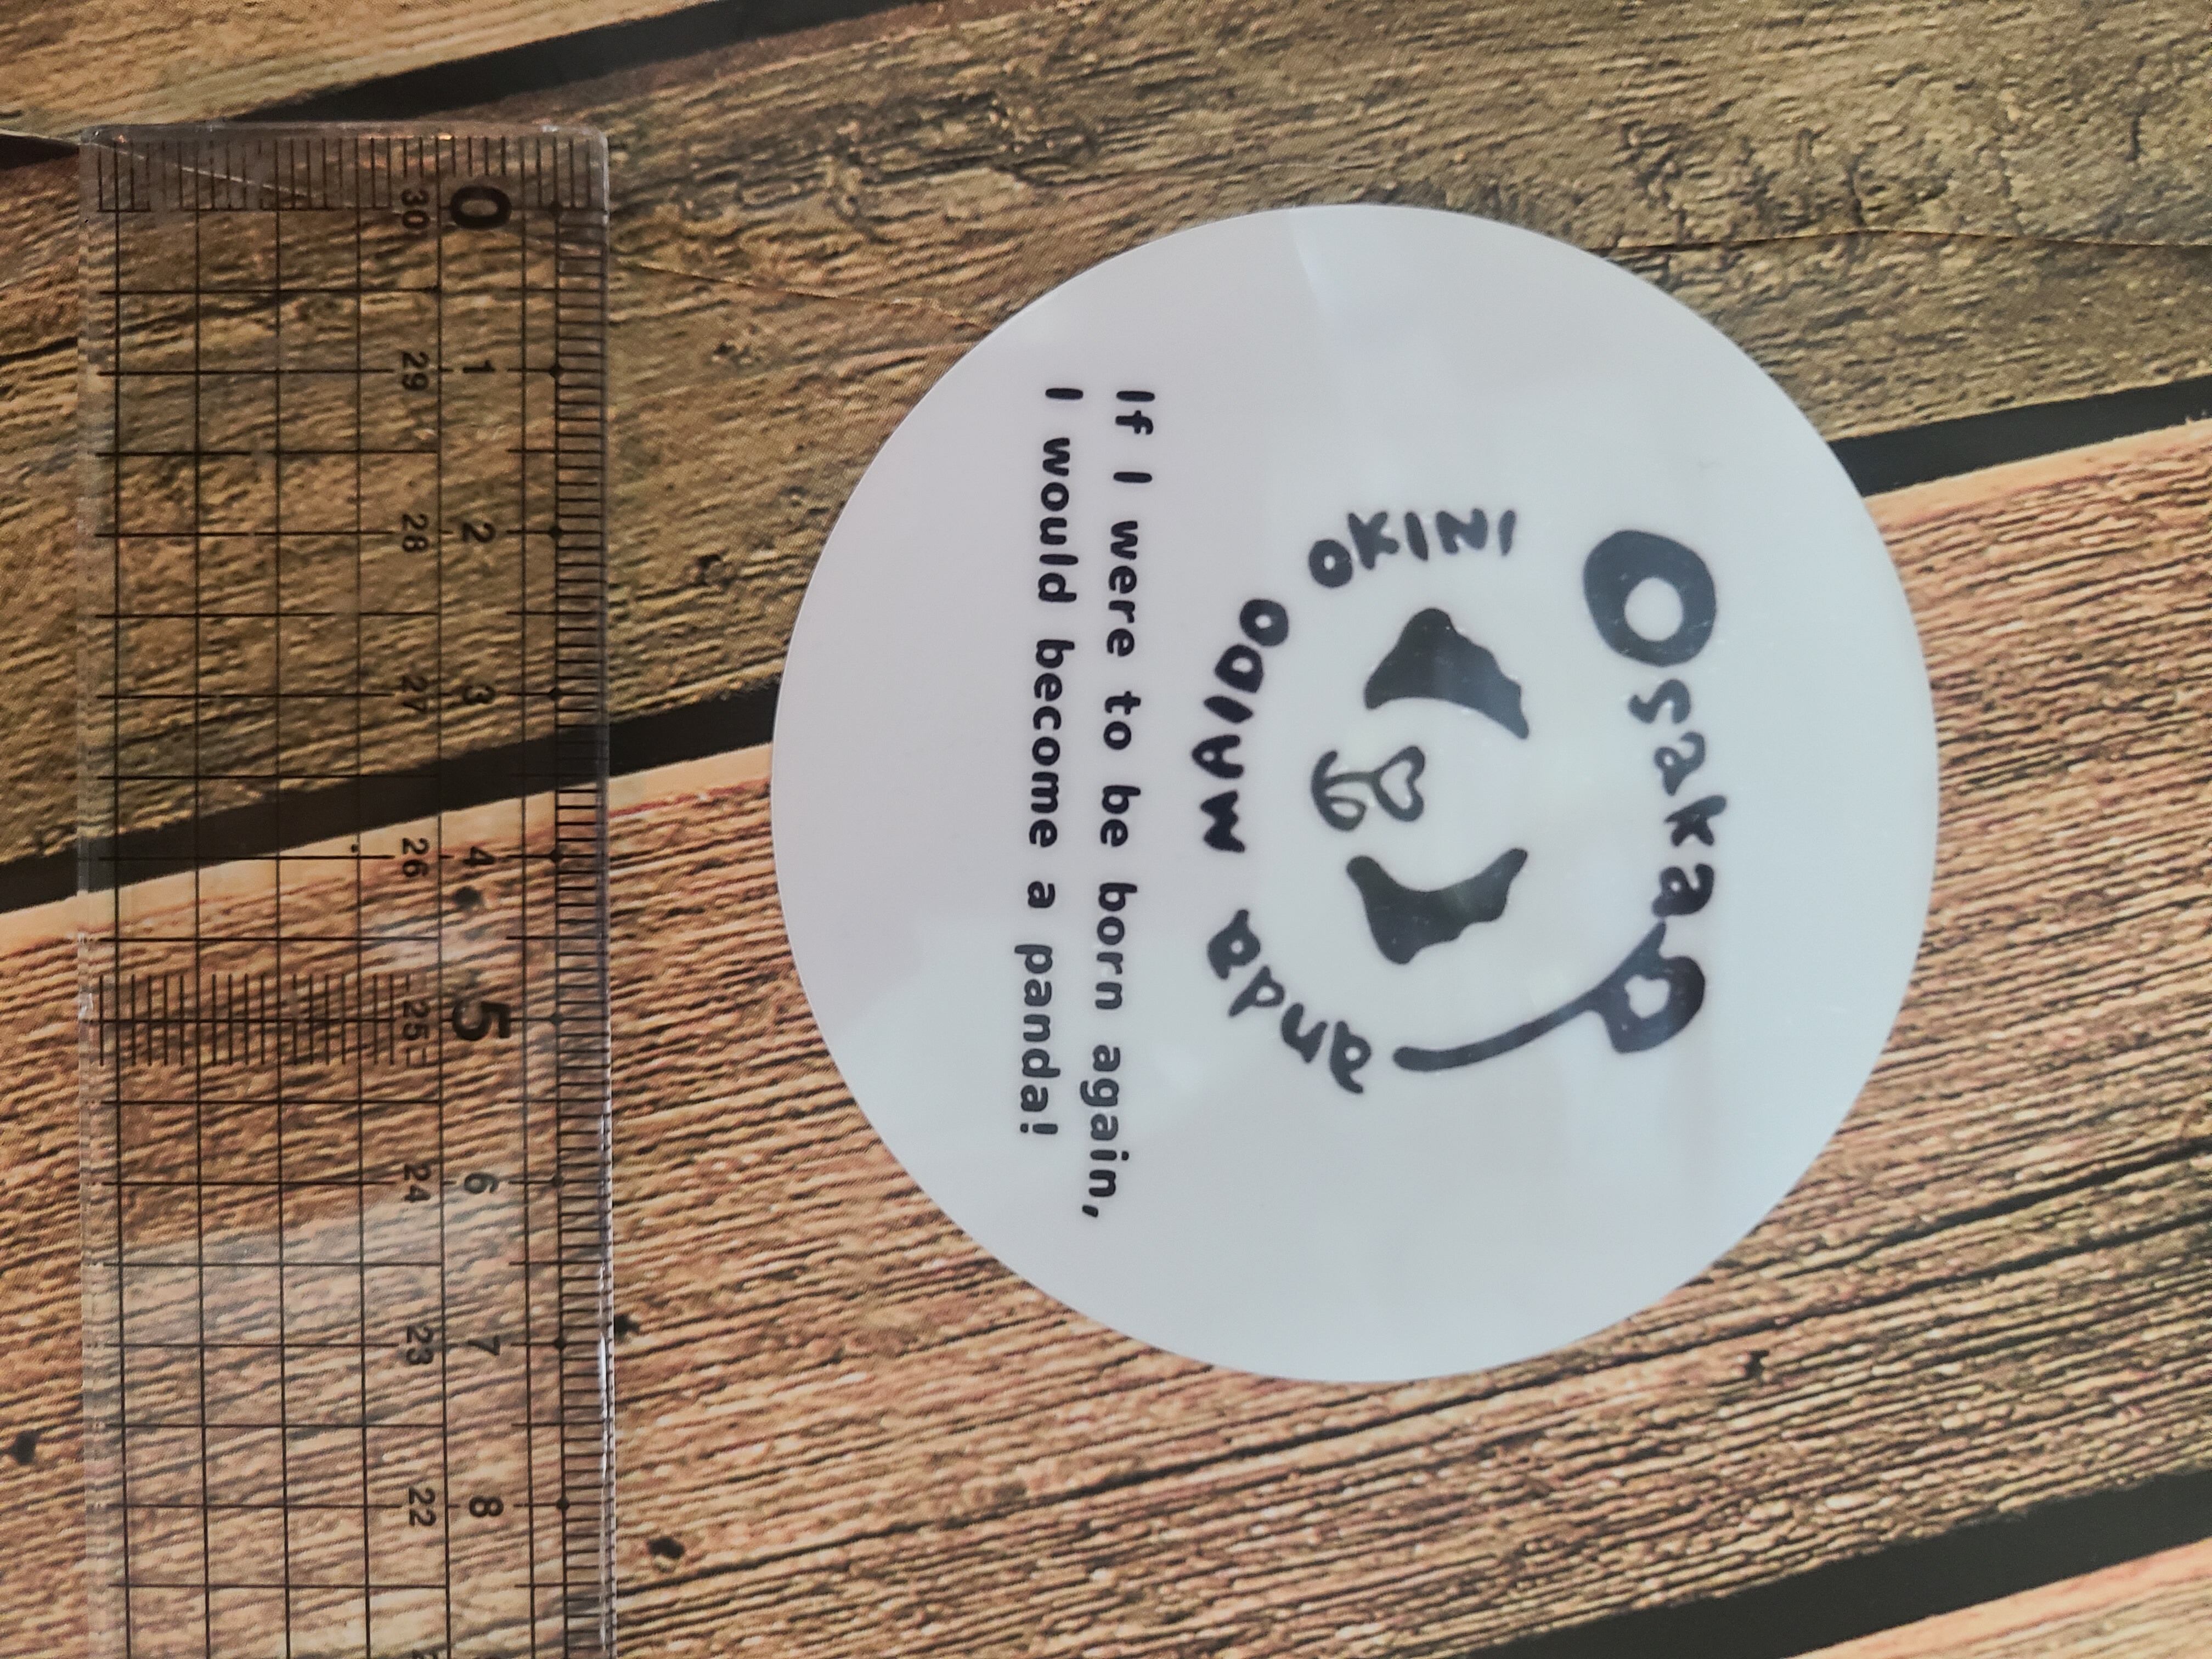 Osaka
OKINI
MAIDO
apna
If I were to be born again,
I would become a panda!
0 1 2 3 4 5 6 7 8
30 29 28 27 26 25 24 23 22